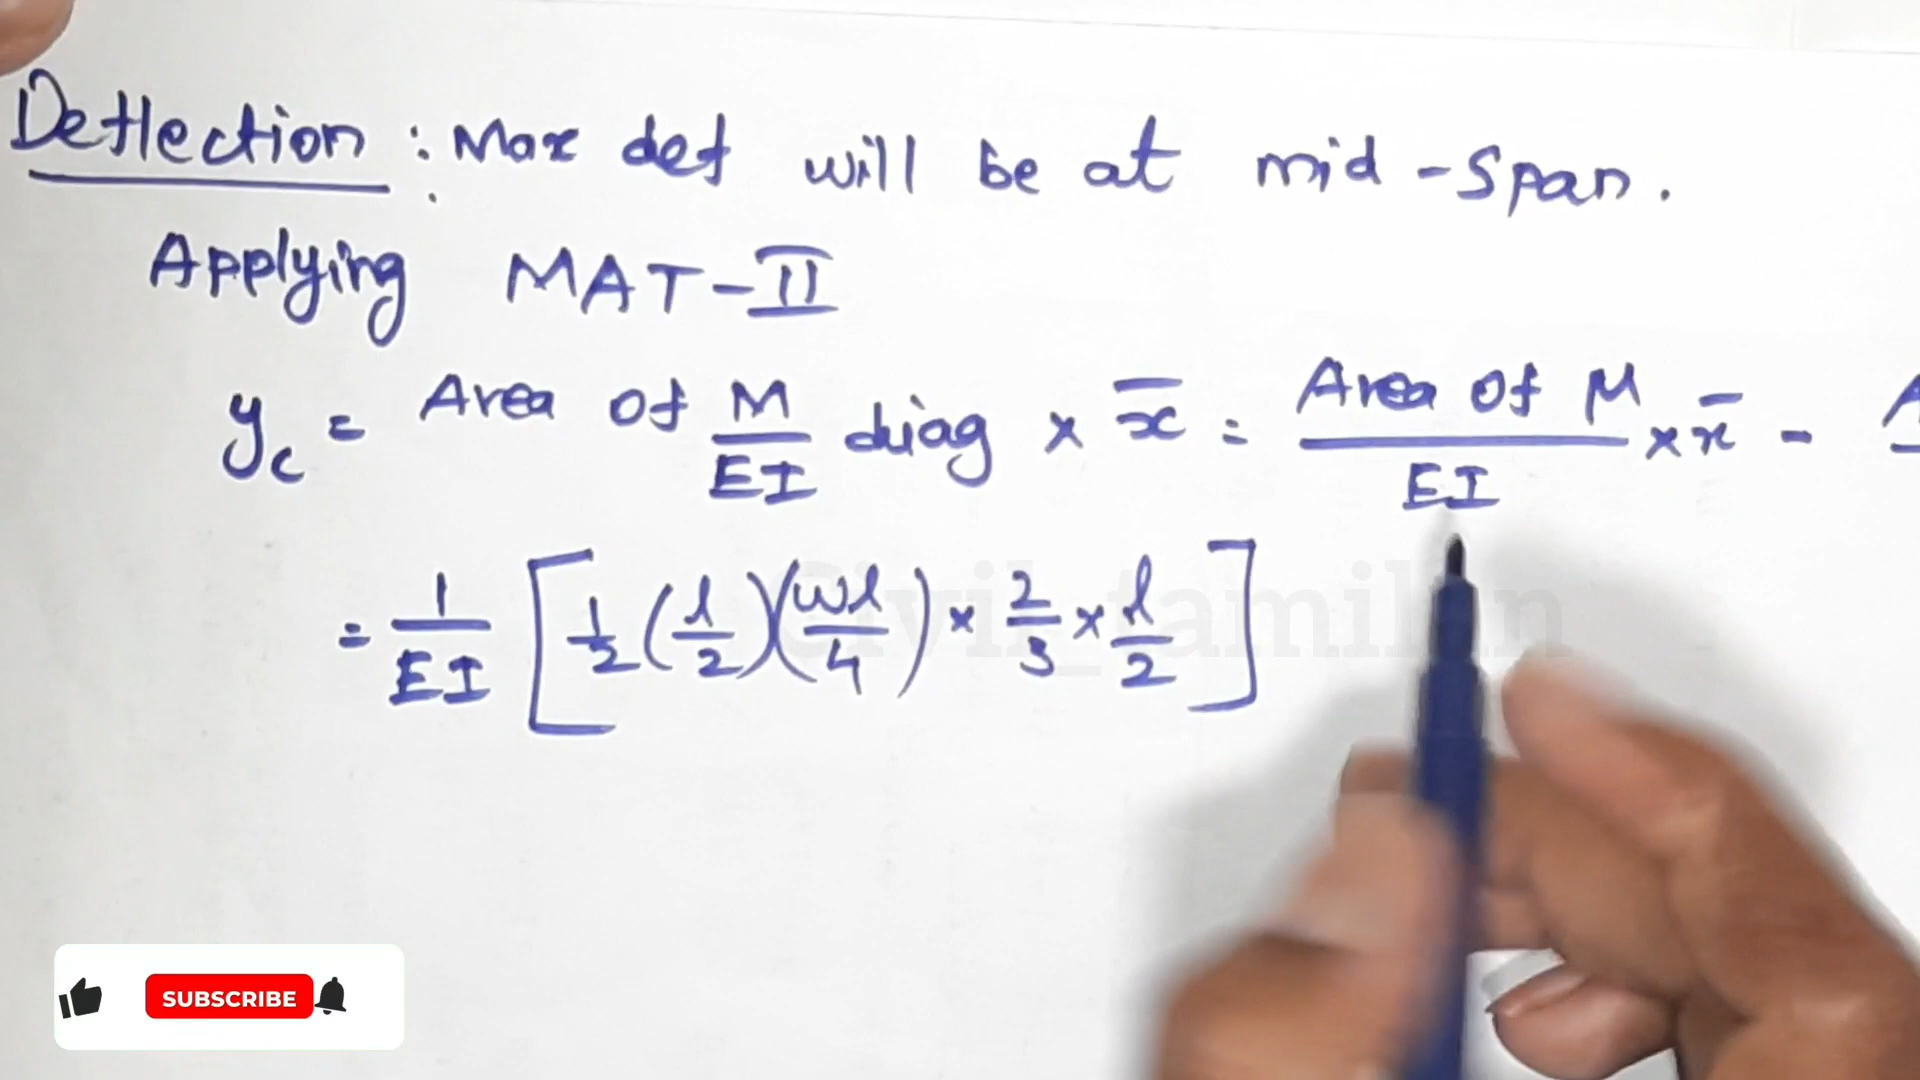 Deflection : Max def will be at mid-span.
Applying MAT-II
y_c = Area of M/EI diag × x̄ = Area of M/EI × x̄ - A
= 1/EI [ 1/2 (l/2)(wl/4) × 2/3 × l/2 ]
Civil_tamilan
SUBSCRIBE